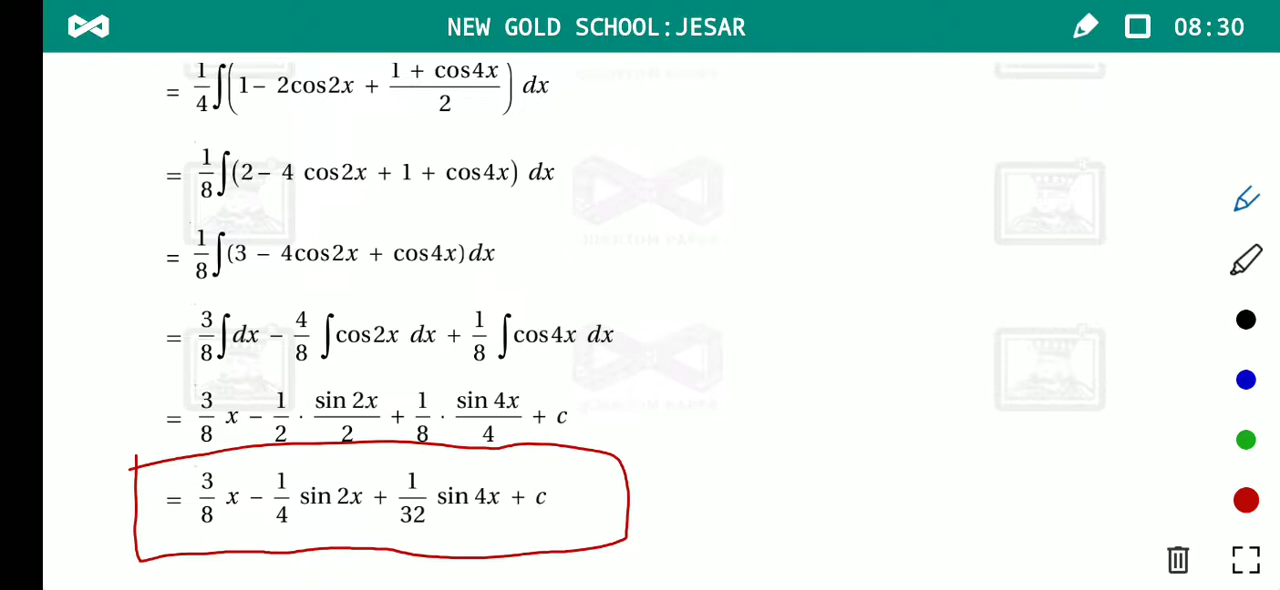 NEW GOLD SCHOOL:JESAR 08:30
= 1/4 ∫(1− 2cos2x + (1 + cos4x)/2) dx
= 1/8 ∫(2− 4 cos2x + 1 + cos4x) dx
= 1/8 ∫(3 − 4cos2x + cos4x)dx
= 3/8 ∫dx − 4/8 ∫cos2x dx + 1/8 ∫cos4x dx
= 3/8 x − 1/2 · sin 2x/2 + 1/8 · sin 4x/4 + c
= 3/8 x − 1/4 sin 2x + 1/32 sin 4x + c